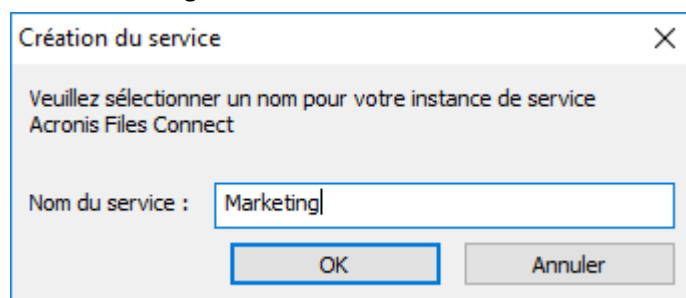 Création du service
Veuillez sélectionner un nom pour votre instance de service
Acronis Files Connect
Nom du service : Marketing
OK Annuler